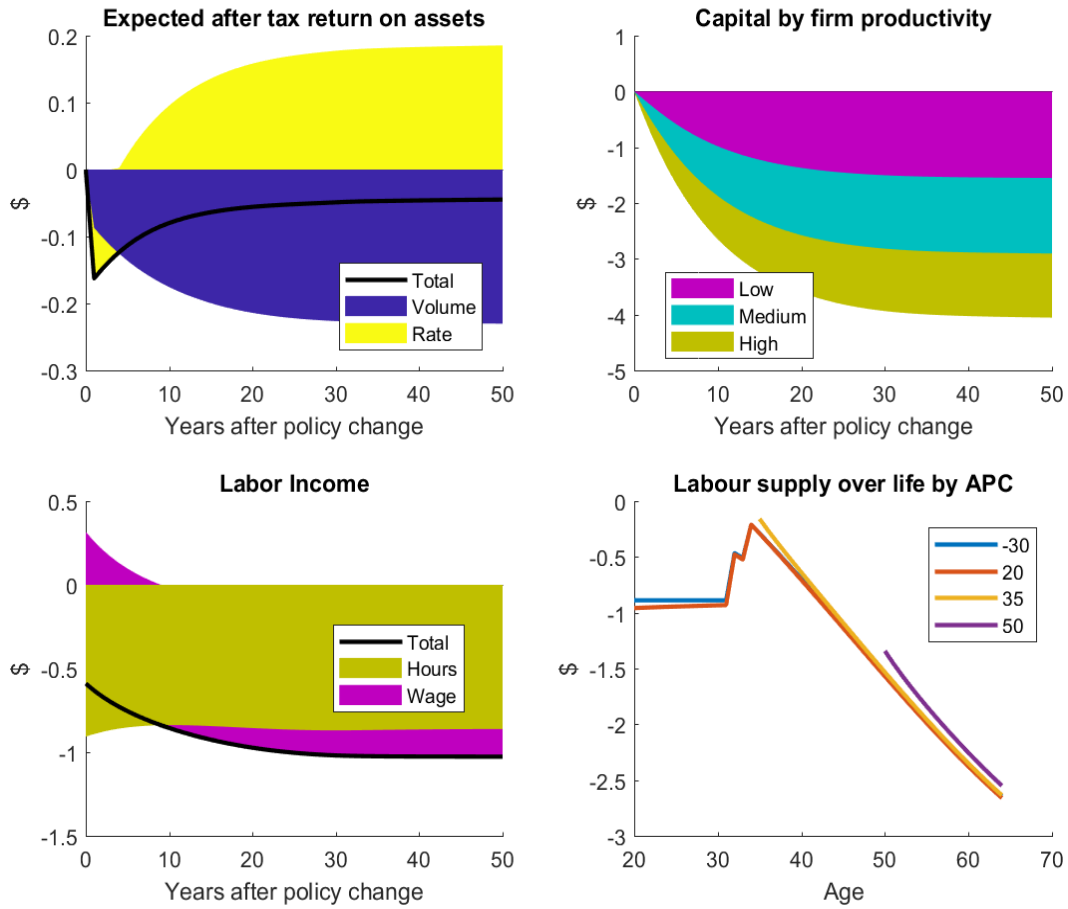 Expected after tax return on assets
0.2
0.1
0
-0.1
-0.2
-0.3
$
Total
Volume
Rate
0 10 20 30 40 50
Years after policy change
Capital by firm productivity
1
0
-1
-2
-3
-4
-5
$
Low
Medium
High
0 10 20 30 40 50
Years after policy change
Labor Income
0.5
0
-0.5
-1
-1.5
$
Total
Hours
Wage
0 10 20 30 40 50
Years after policy change
Labour supply over life by APC
0
-0.5
-1
-1.5
-2
-2.5
-3
$
-30
20
35
50
20 30 40 50 60 70
Age